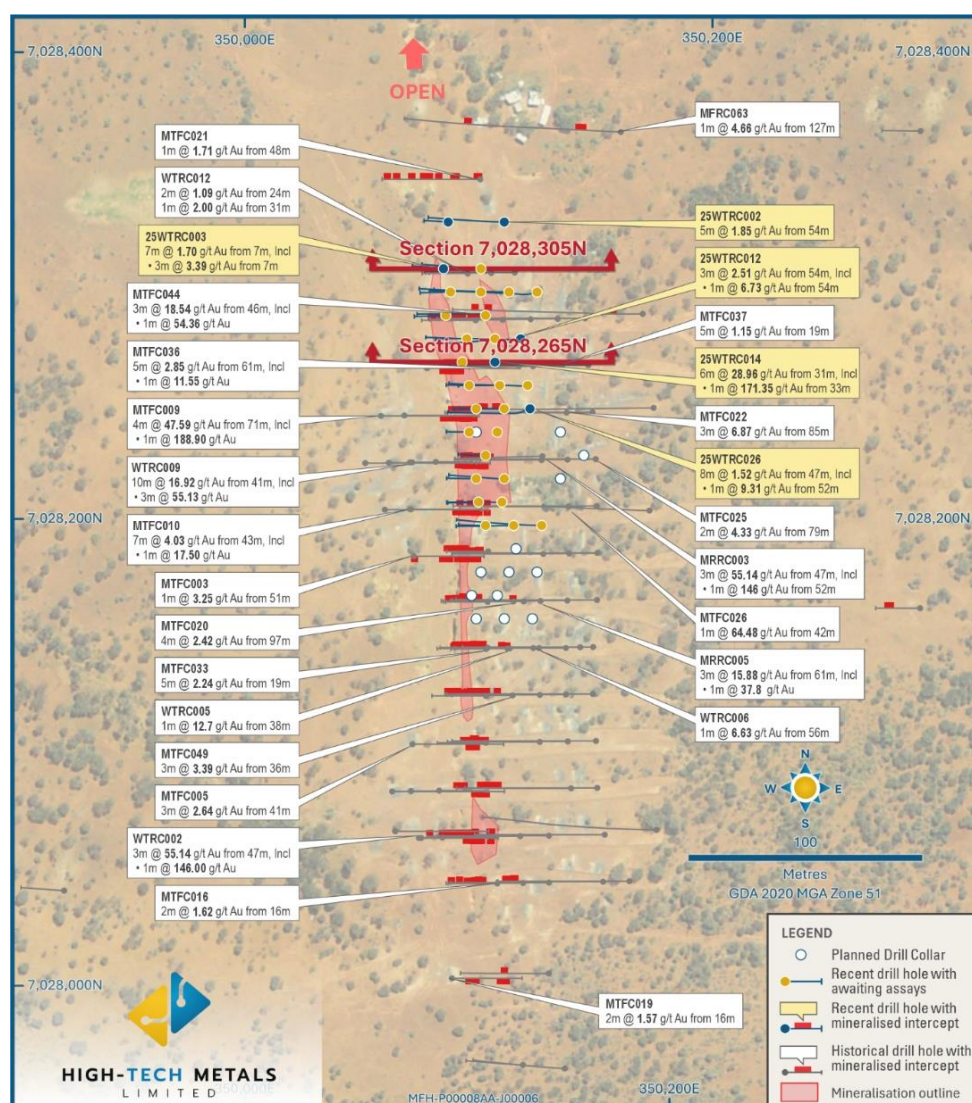 350,000E
350,200E
7,028,400N
7,028,400N
OPEN
MFRC063
1m @ 4.66 g/t Au from 127m
MTFC021
1m @ 1.71 g/t Au from 48m
WTRC012
2m @ 1.09 g/t Au from 24m
1m @ 2.00 g/t Au from 31m
25WTRC003
7m @ 1.70 g/t Au from 7m, Incl
• 3m @ 3.39 g/t Au from 7m
MTFC044
3m @ 18.54 g/t Au from 46m, Incl
• 1m @ 54.36 g/t Au
MTFC036
5m @ 2.85 g/t Au from 61m, Incl
• 1m @ 11.55 g/t Au
MTFC009
4m @ 47.59 g/t Au from 71m, Incl
• 1m @ 188.90 g/t Au
WTRC009
10m @ 16.92 g/t Au from 41m, Incl
• 3m @ 55.13 g/t Au
7,028,200N
MTFC010
7m @ 4.03 g/t Au from 43m, Incl
• 1m @ 17.50 g/t Au
MTFC003
1m @ 3.25 g/t Au from 51m
MTFC020
4m @ 2.42 g/t Au from 97m
MTFC033
5m @ 2.24 g/t Au from 19m
WTRC005
1m @ 12.7 g/t Au from 38m
MTFC049
3m @ 3.39 g/t Au from 36m
MTFC005
3m @ 2.64 g/t Au from 41m
WTRC002
3m @ 55.14 g/t Au from 47m, Incl
• 1m @ 146.00 g/t Au
MTFC016
2m @ 1.62 g/t Au from 16m
7,028,000N
Section 7,028,305N
Section 7,028,265N
25WTRC002
5m @ 1.85 g/t Au from 54m
25WTRC012
3m @ 2.51 g/t Au from 54m, Incl
• 1m @ 6.73 g/t Au from 54m
MTFC037
5m @ 1.15 g/t Au from 19m
25WTRC014
6m @ 28.96 g/t Au from 31m, Incl
• 1m @ 171.35 g/t Au from 33m
MTFC022
3m @ 6.87 g/t Au from 85m
25WTRC026
8m @ 1.52 g/t Au from 47m, Incl
• 1m @ 9.31 g/t Au from 52m
MTFC025
2m @ 4.33 g/t Au from 79m
7,028,200N
MRRC003
3m @ 55.14 g/t Au from 47m, Incl
• 1m @ 146 g/t Au from 52m
MTFC026
1m @ 64.48 g/t Au from 42m
MRRC005
3m @ 15.88 g/t Au from 61m, Incl
• 1m @ 37.8 g/t Au
WTRC006
1m @ 6.63 g/t Au from 56m
N
W
E
S
100
Metres
GDA 2020 MGA Zone 51
MTFC019
2m @ 1.57 g/t Au from 16m
LEGEND
Planned Drill Collar
Recent drill hole with
awaiting assays
Recent drill hole with
mineralised intercept
Historical drill hole with
mineralised intercept
Mineralisation outline
HIGH-TECH METALS
LIMITED
350,000E
MFH-P00008AA-J00006
350,200E